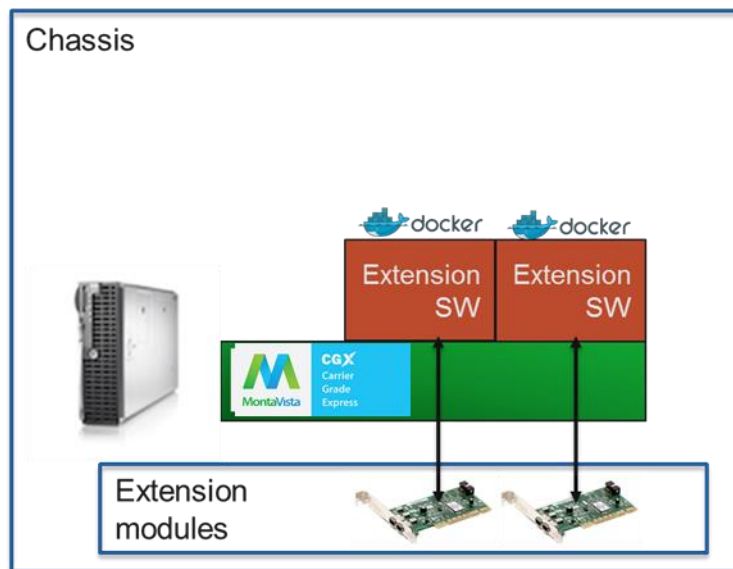 Chassis
docker
docker
Extension
SW
Extension
SW
MontaVista
CGX
Carrier
Grade
Express
Extension
modules